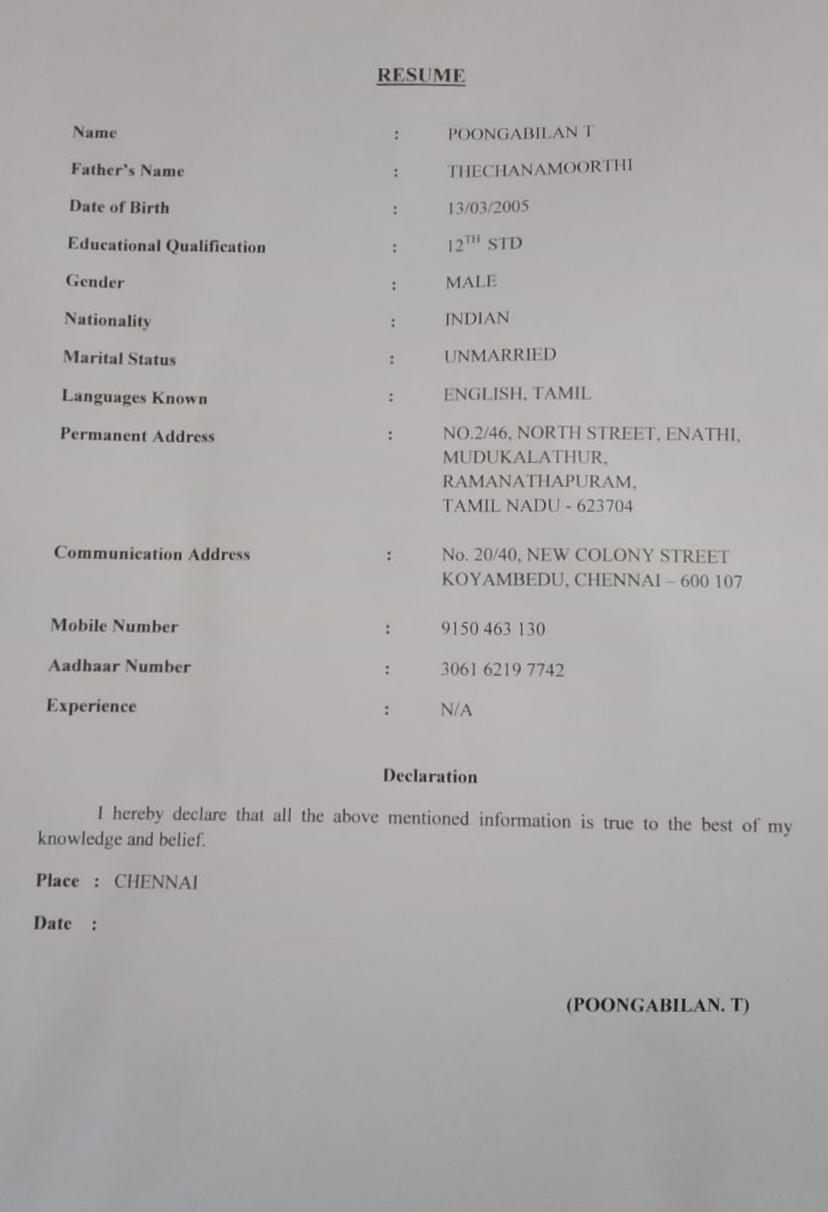 RESUME
Name : POONGABILAN T
Father's Name : THECHANAMOORTHI
Date of Birth : 13/03/2005
Educational Qualification : 12TH STD
Gender : MALE
Nationality : INDIAN
Marital Status : UNMARRIED
Languages Known : ENGLISH, TAMIL
Permanent Address : NO.2/46, NORTH STREET, ENATHI,
MUDUKALATHUR,
RAMANATHAPURAM,
TAMIL NADU - 623704
Communication Address : No. 20/40, NEW COLONY STREET
KOYAMBEDU, CHENNAI – 600 107
Mobile Number : 9150 463 130
Aadhaar Number : 3061 6219 7742
Experience : N/A
Declaration
I hereby declare that all the above mentioned information is true to the best of my
knowledge and belief.
Place : CHENNAI
Date :
(POONGABILAN. T)